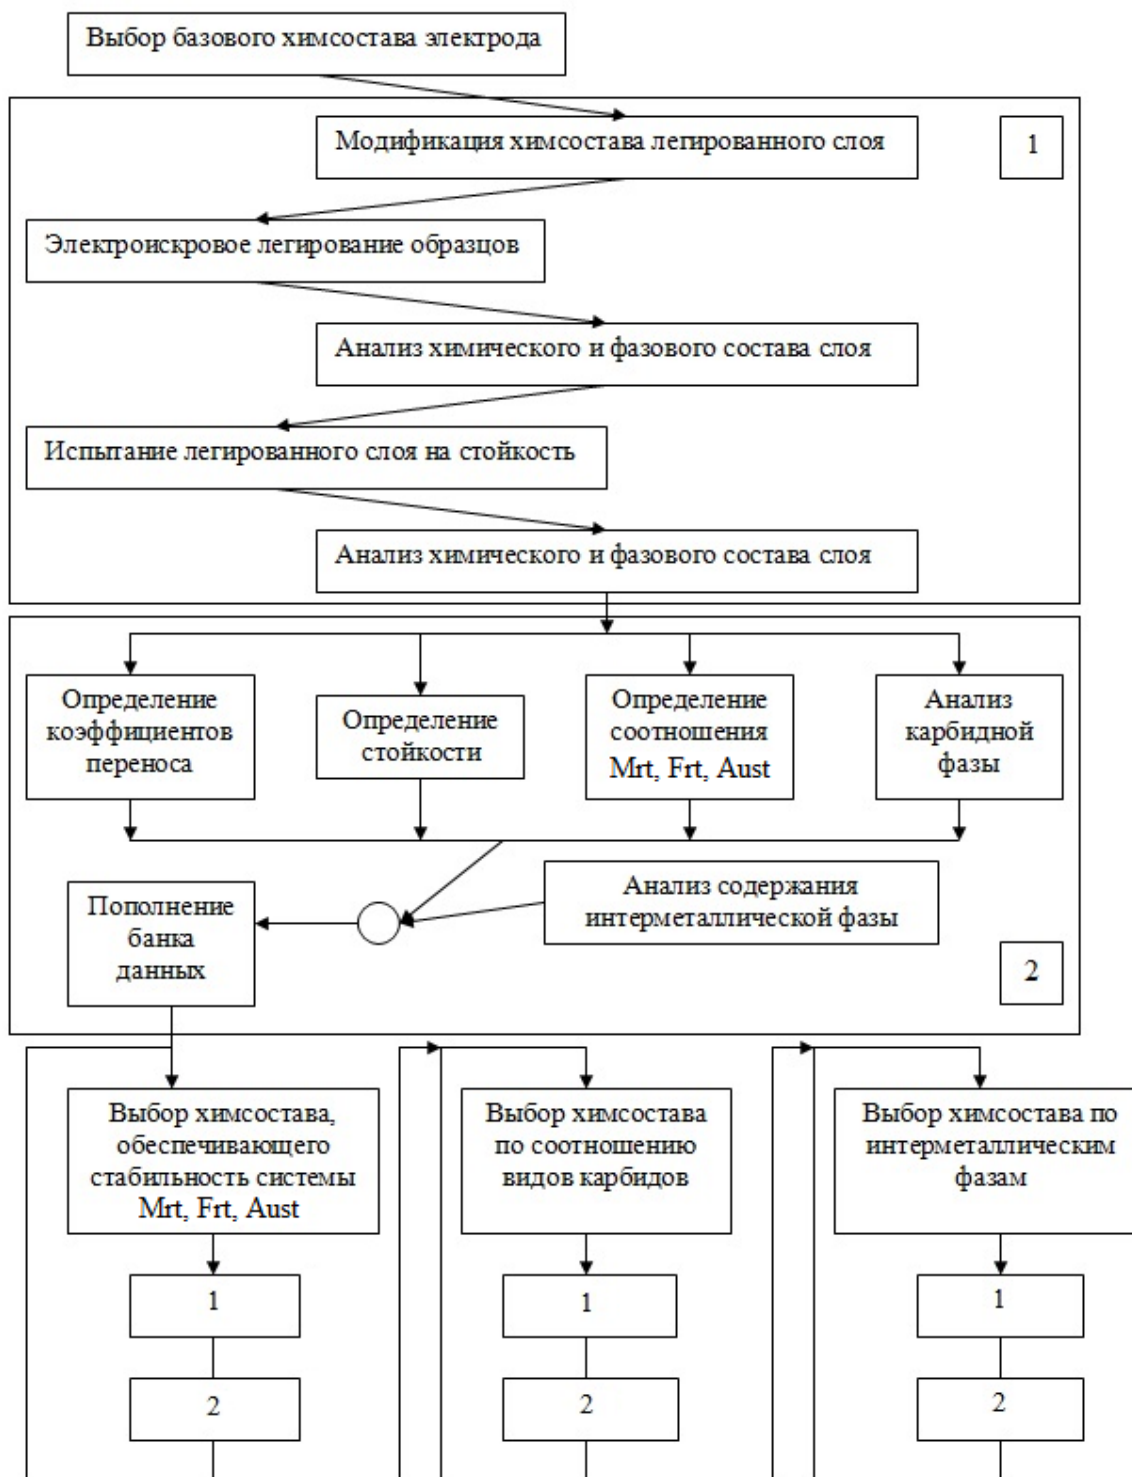 Выбор базового химсостава электрода
Модификация химсостава легированного слоя
1
Электроискровое легирование образцов
Анализ химического и фазового состава слоя
Испытание легированного слоя на стойкость
Анализ химического и фазового состава слоя
Определение
коэффициентов
переноса
Определение
стойкости
Определение
соотношения
Mrt, Frt, Aust
Анализ
карбидной
фазы
Анализ содержания
интерметаллической фазы
Пополнение
банка
данных
2
Выбор химсостава,
обеспечивающего
стабильность системы
Mrt, Frt, Aust
Выбор химсостава
по соотношению
видов карбидов
Выбор химсостава по
интерметаллическим
фазам
1
1
1
2
2
2